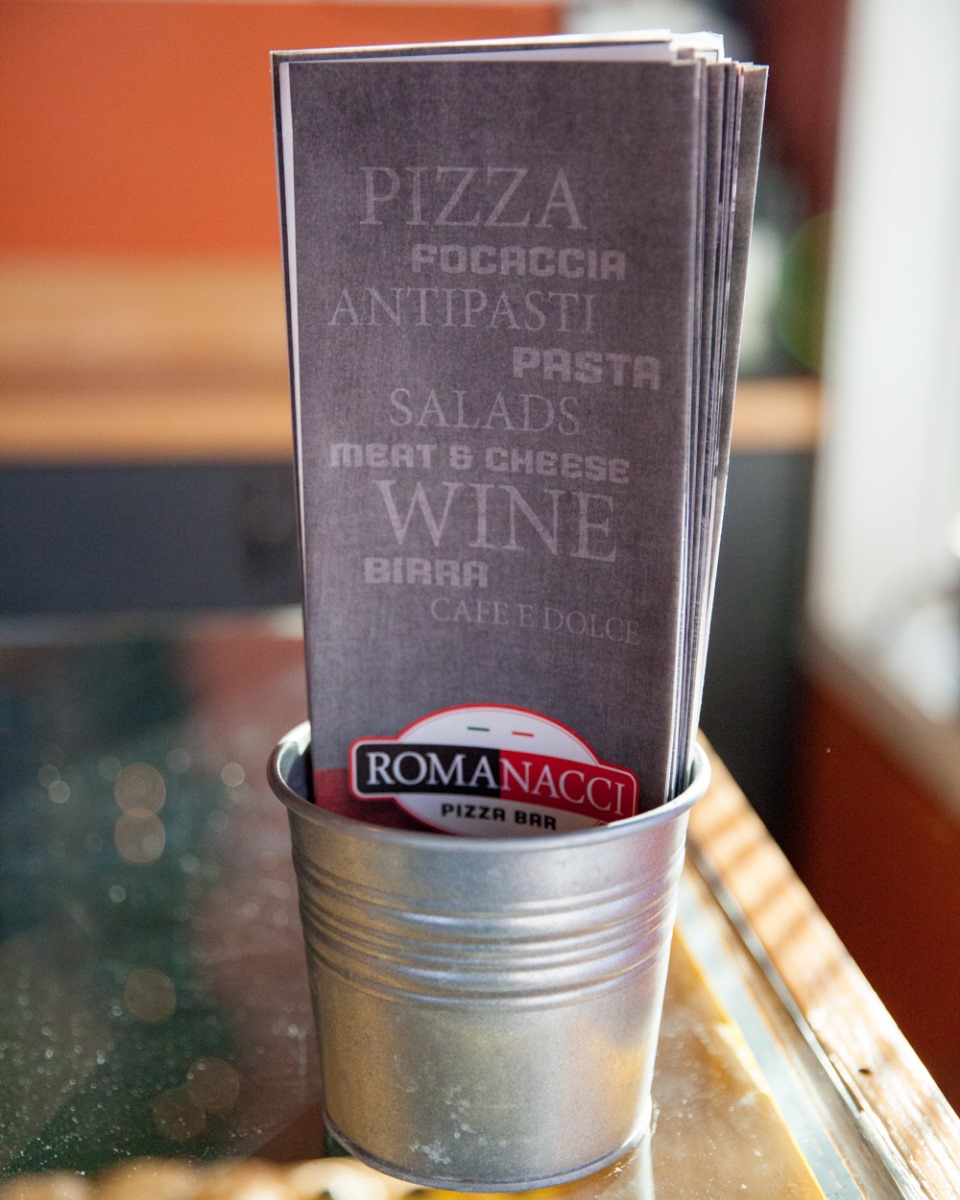 PIZZA
FOCACCIA
ANTIPASTI
PASTA
SALADS
MEAT & CHEESE
WINE
BIRRA
CAFE E DOLCE
ROMANACCI
PIZZA BAR